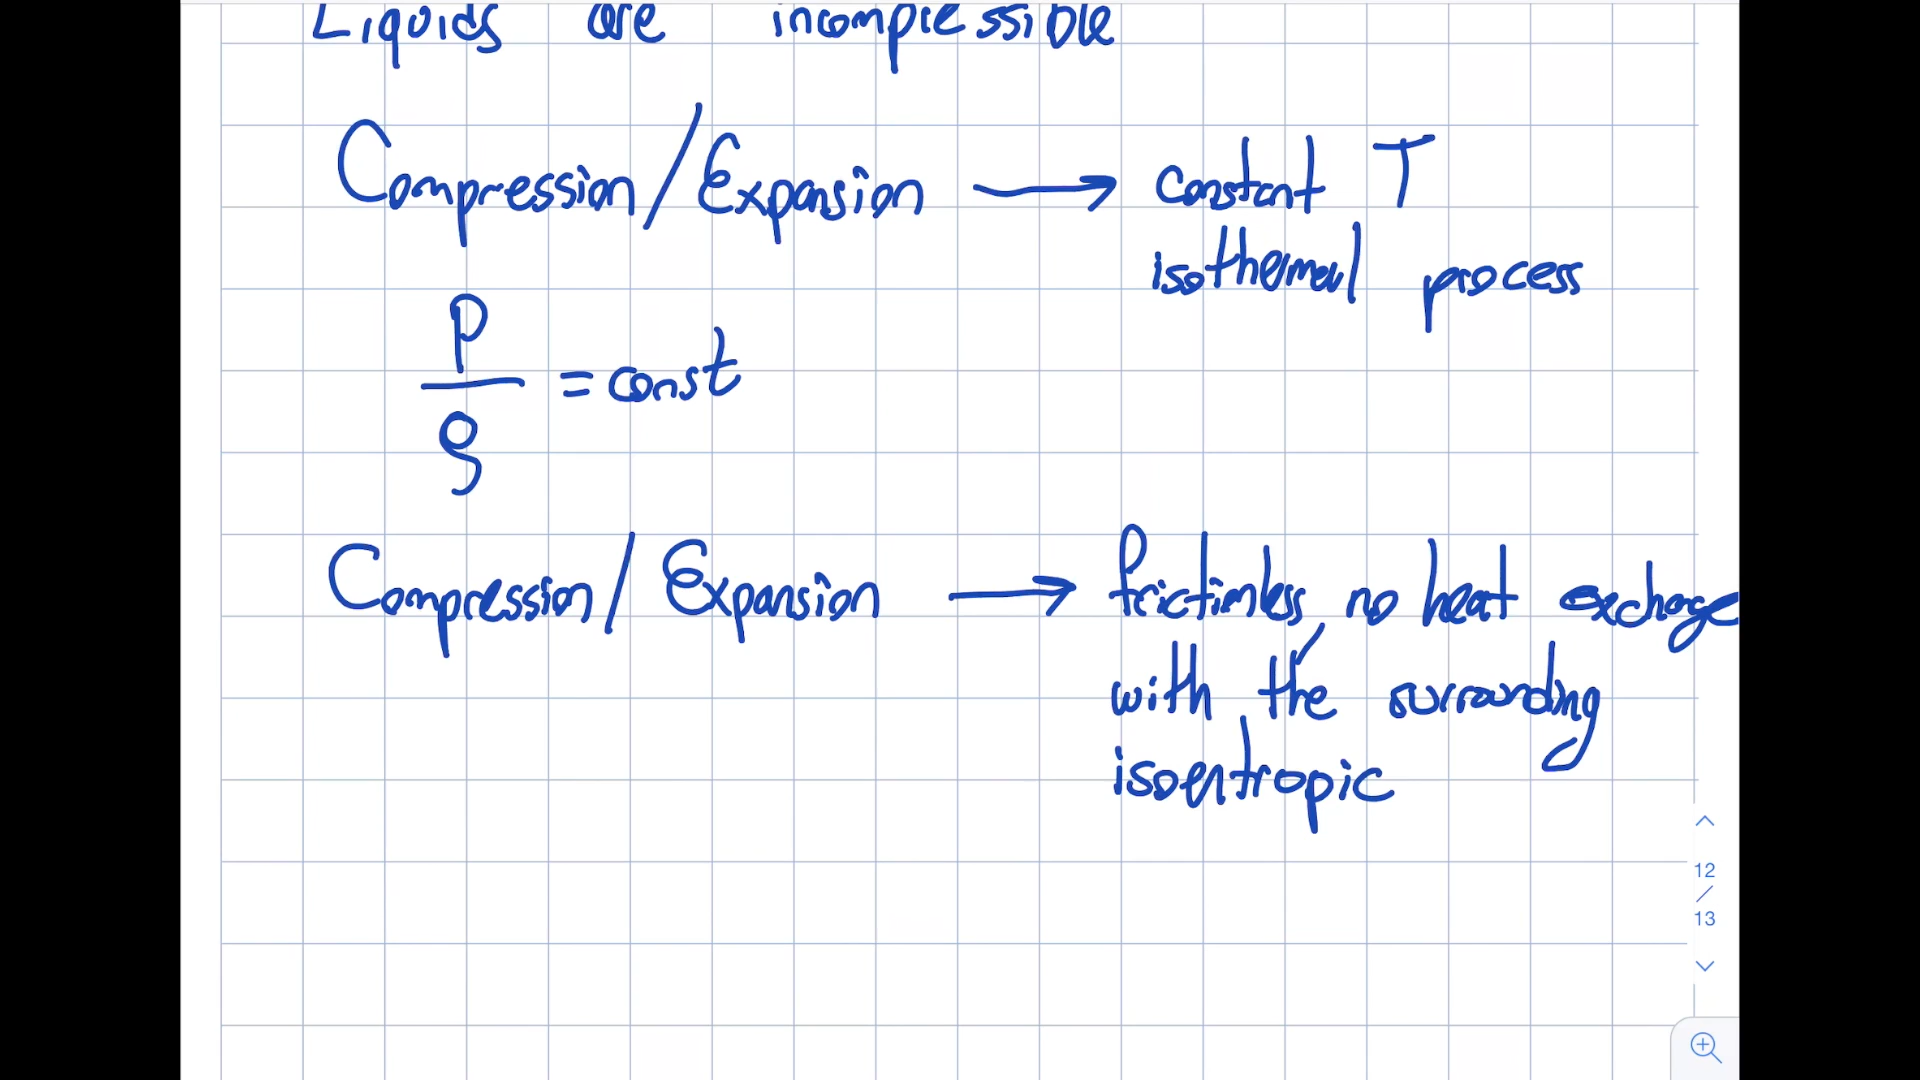 Liquids are incompressible
Compression/Expansion → constant T
isothermal process
P/ρ = const
Compression/Expansion → frictionless, no heat exchange
with the surrounding
isoentropic
12
/
13